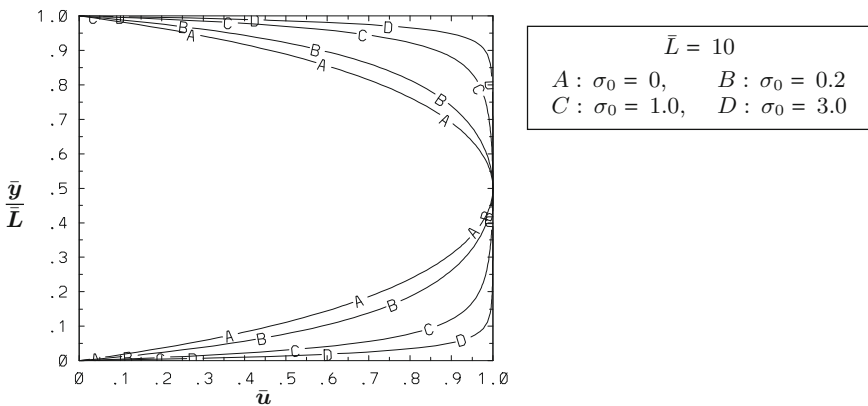 1.0
.9
.8
.7
.6
.5
.4
.3
.2
.1
0
ȳ
L̄
0 .1 .2 .3 .4 .5 .6 .7 .8 .9 1.0
ū
C D D
B A C
B A
D
C
B
A
B
A
A
B
A B C
A B C D
A B C D
L̄ = 10
A : σ₀ = 0, B : σ₀ = 0.2
C : σ₀ = 1.0, D : σ₀ = 3.0